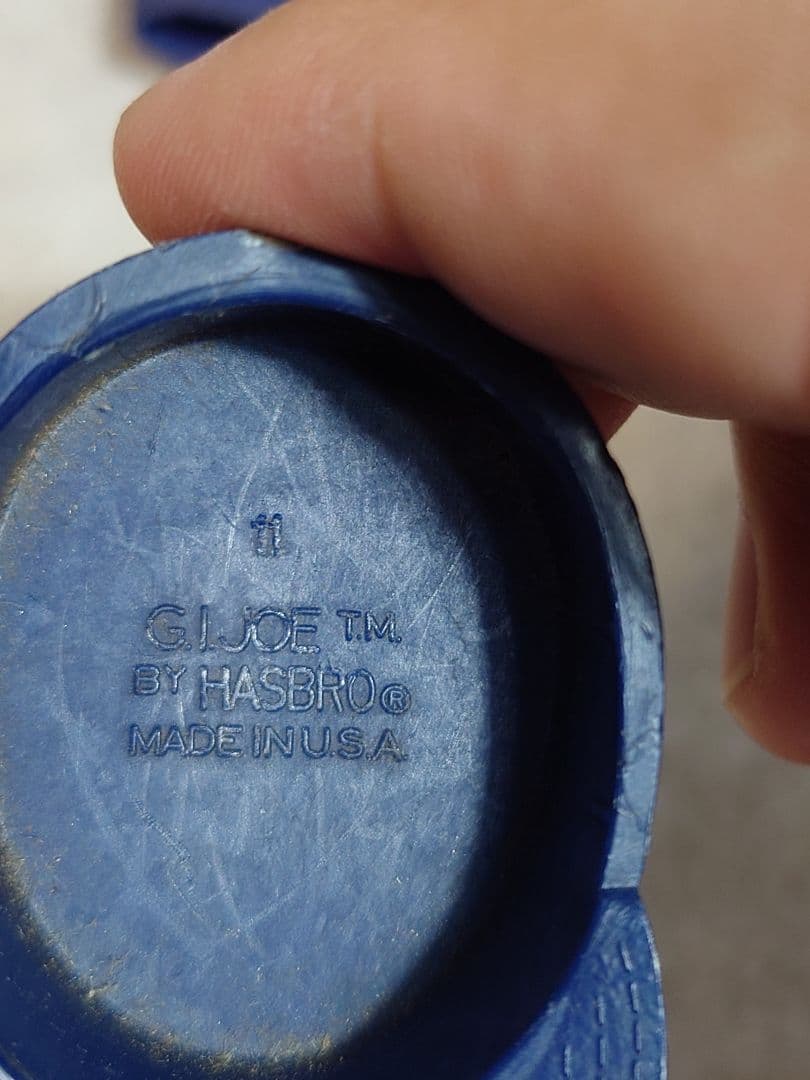 11
G.I. JOE T.M.
BY HASBRO®
MADE IN U.S.A.